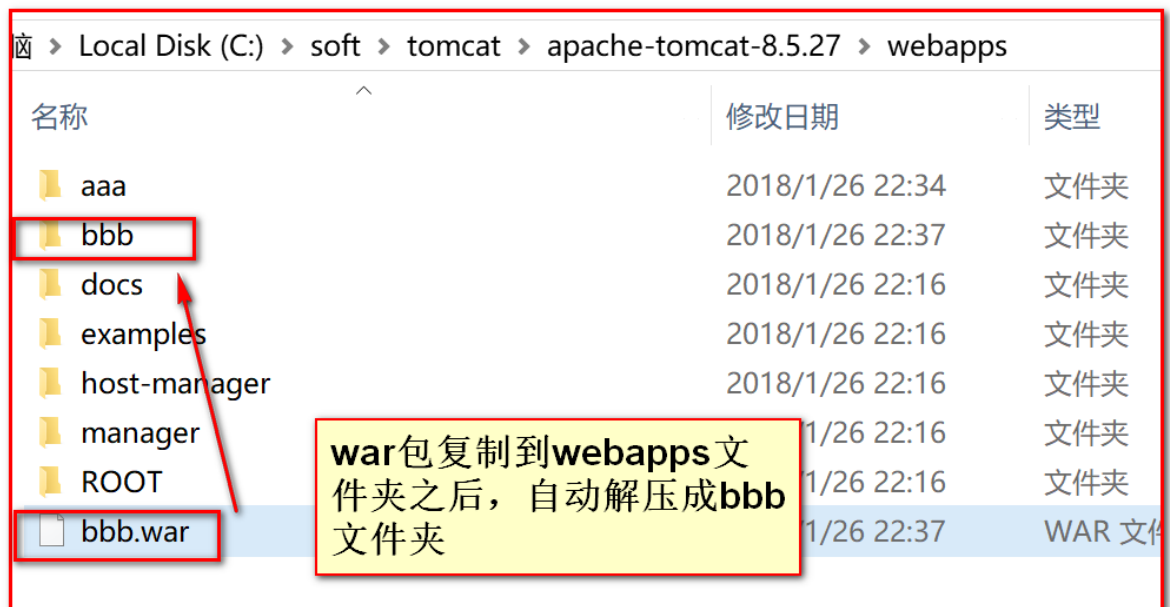 脑 > Local Disk (C:) > soft > tomcat > apache-tomcat-8.5.27 > webapps
名称 修改日期 类型
aaa 2018/1/26 22:34 文件夹
bbb 2018/1/26 22:37 文件夹
docs 2018/1/26 22:16 文件夹
examples 2018/1/26 22:16 文件夹
host-manager 2018/1/26 22:16 文件夹
manager 1/26 22:16 文件夹
ROOT 1/26 22:16 文件夹
bbb.war 1/26 22:37 WAR 文件
war包复制到webapps文
件夹之后，自动解压成bbb
文件夹